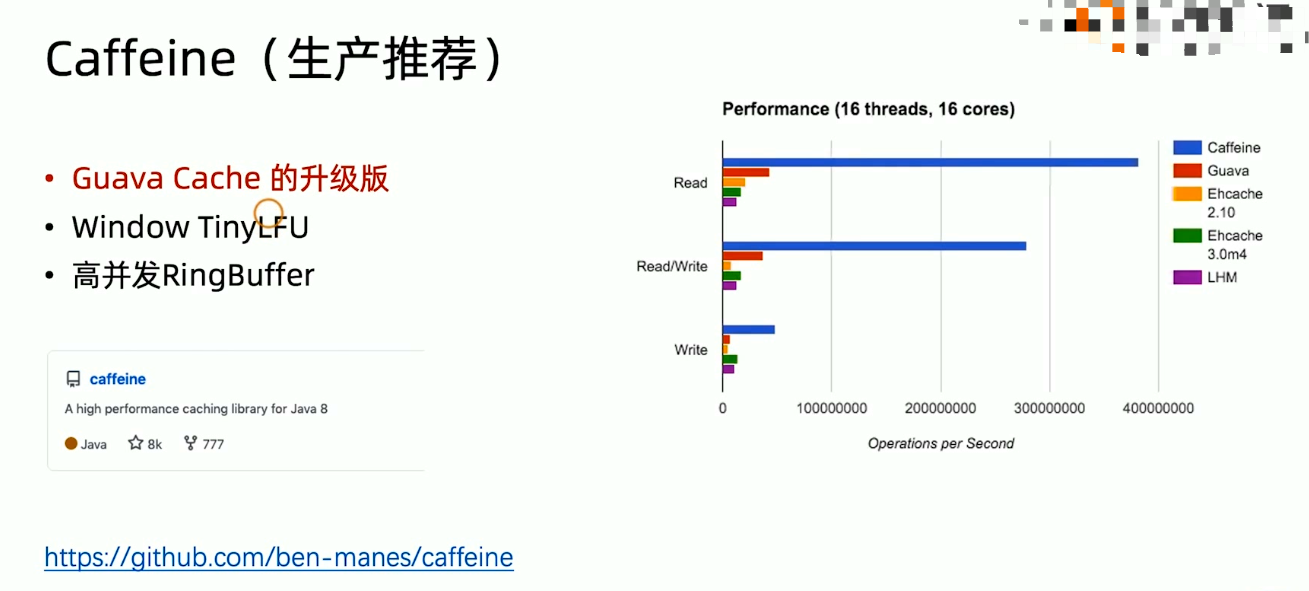 Caffeine（生产推荐）
• Guava Cache 的升级版
• Window TinyLFU
• 高并发RingBuffer
caffeine
A high performance caching library for Java 8
Java 8k 777
https://github.com/ben-manes/caffeine
Performance (16 threads, 16 cores)
Read
Read/Write
Write
0 100000000 200000000 300000000 400000000
Operations per Second
Caffeine
Guava
Ehcache
2.10
Ehcache
3.0m4
LHM